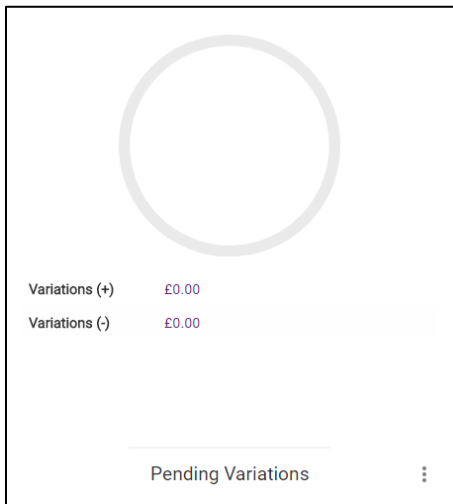 Variations (+) £0.00
Variations (-) £0.00
Pending Variations